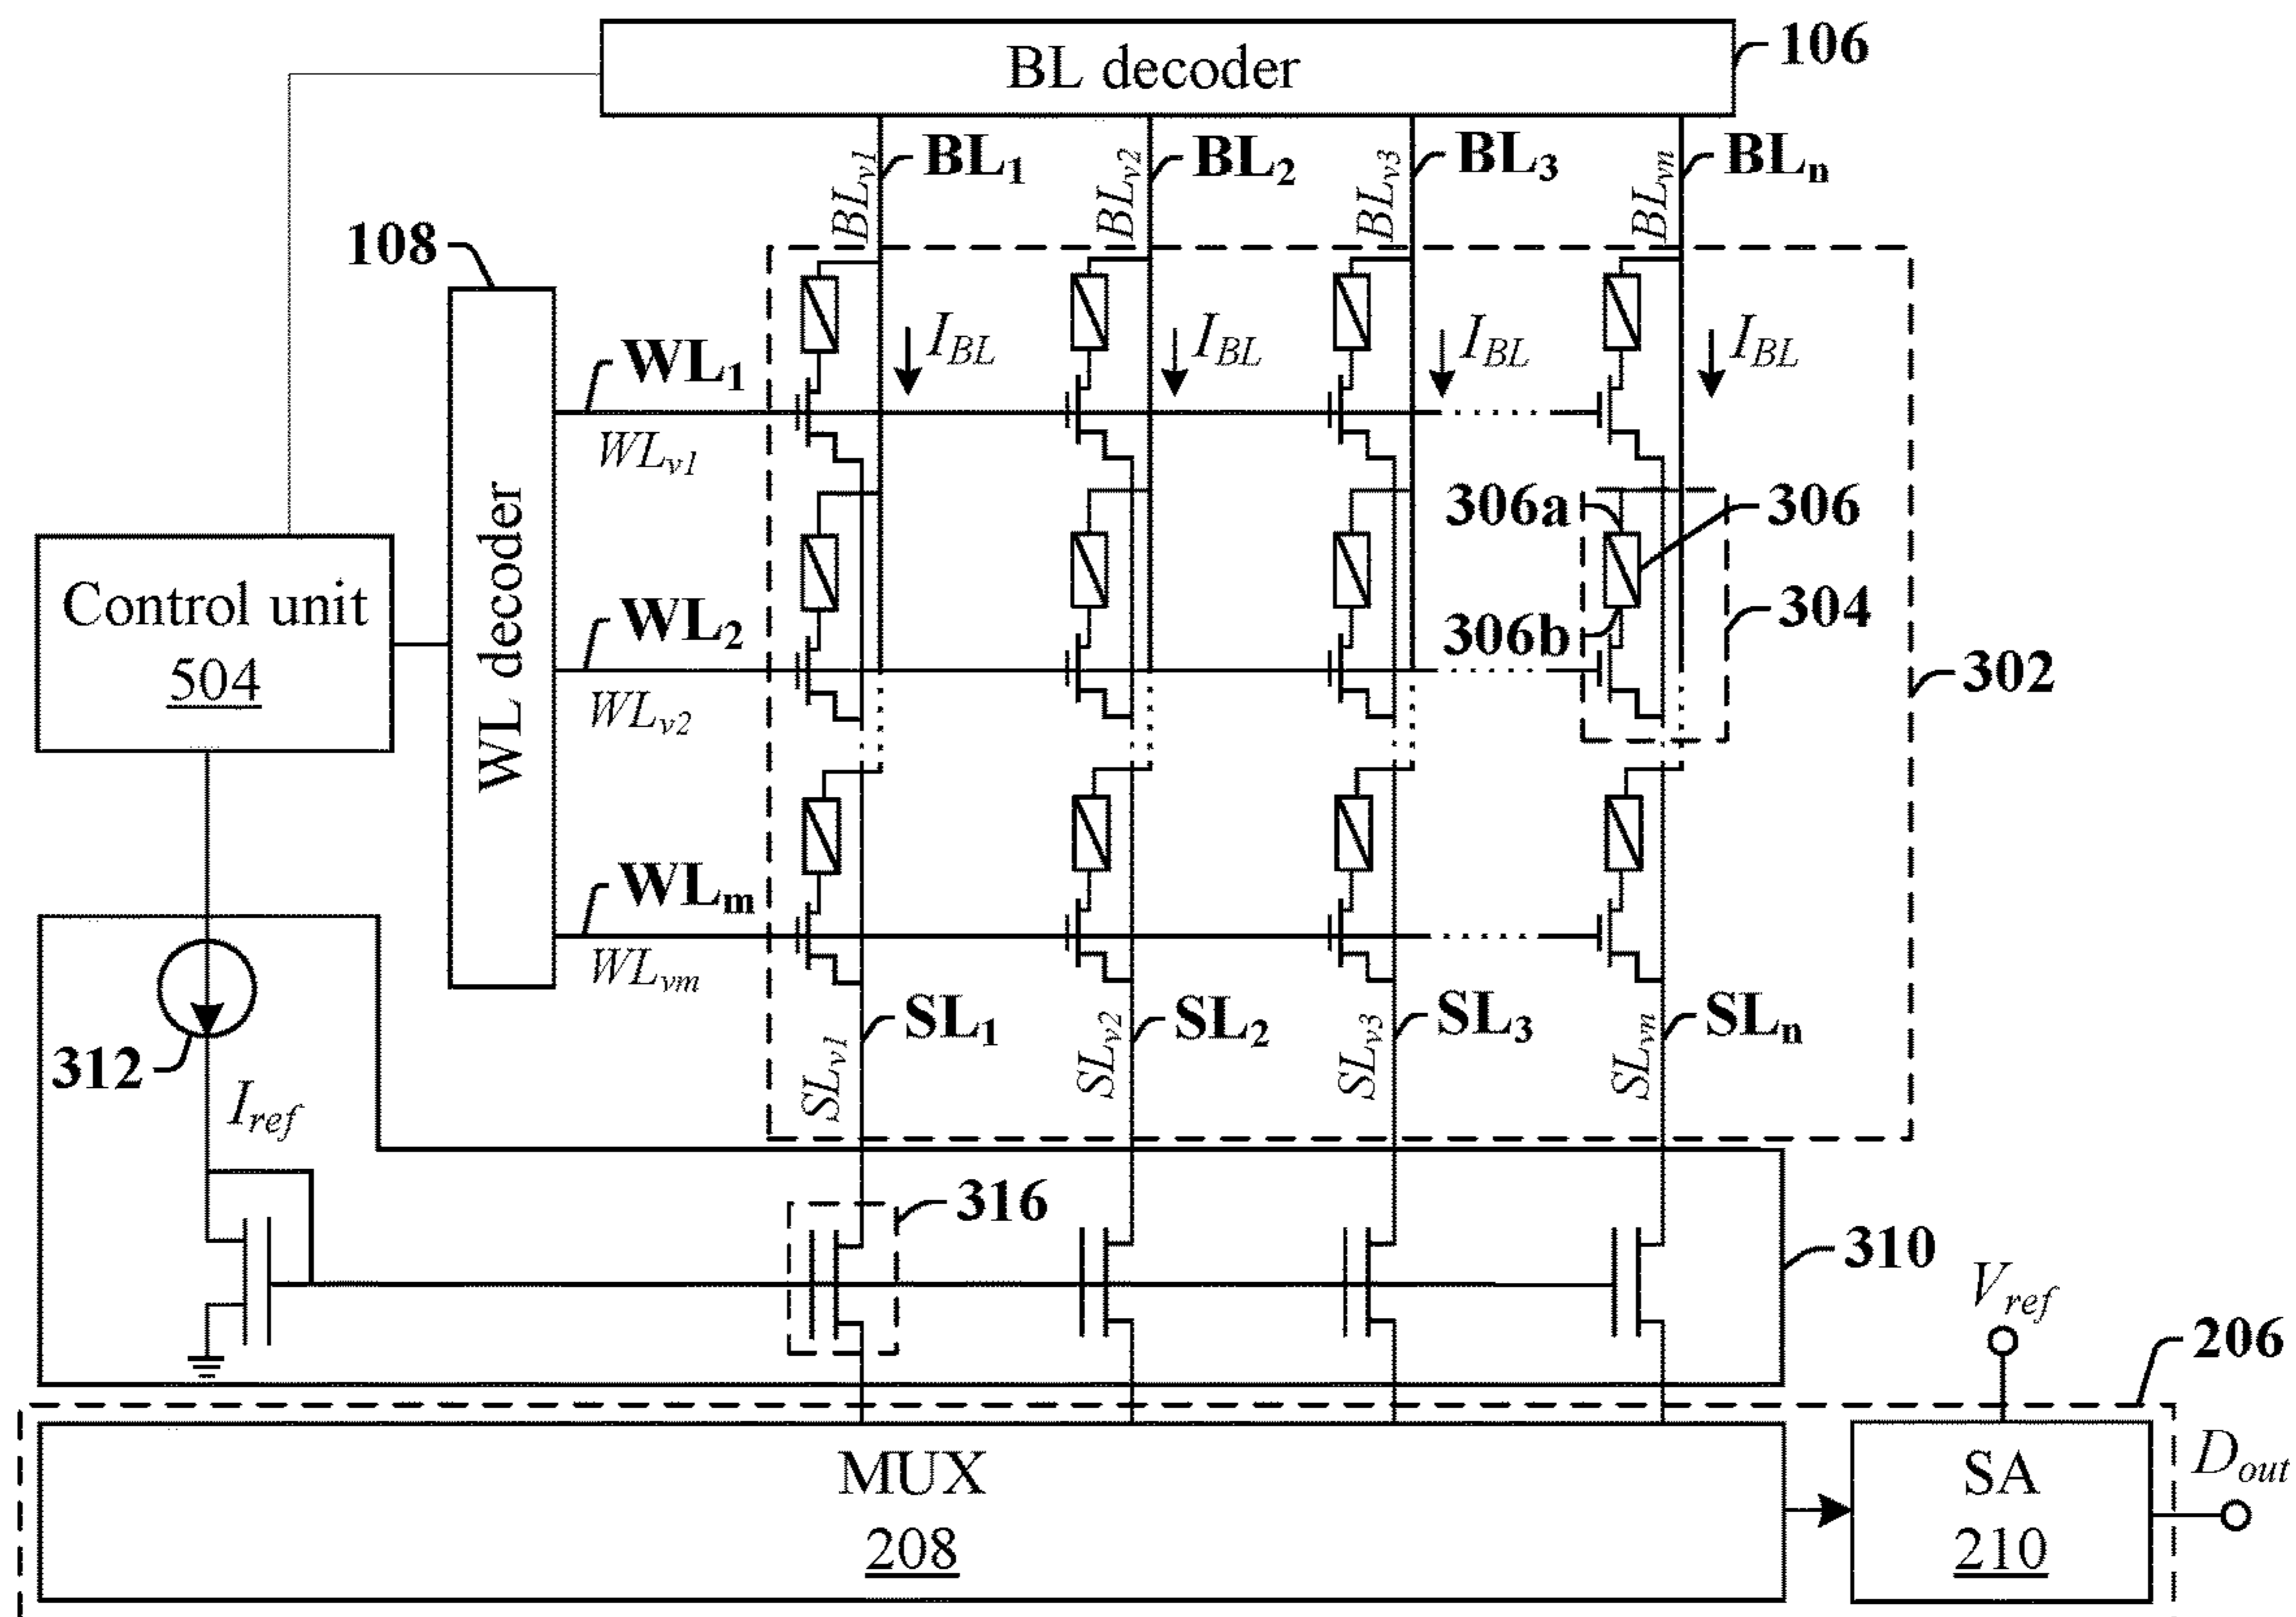 BL decoder
106
BLv1
BL1
BLv2
BL2
BLv3
BL3
BLvn
BLn
108
IBL
IBL
IBL
IBL
WL1
WLv1
306a
306
Control unit
504
WL decoder
WL2
WLv2
306b
304
302
WLm
WLvm
312
Iref
SLv1
SL1
SLv2
SL2
SLv3
SL3
SLvn
SLn
316
310
Vref
206
MUX
208
SA
210
Dout